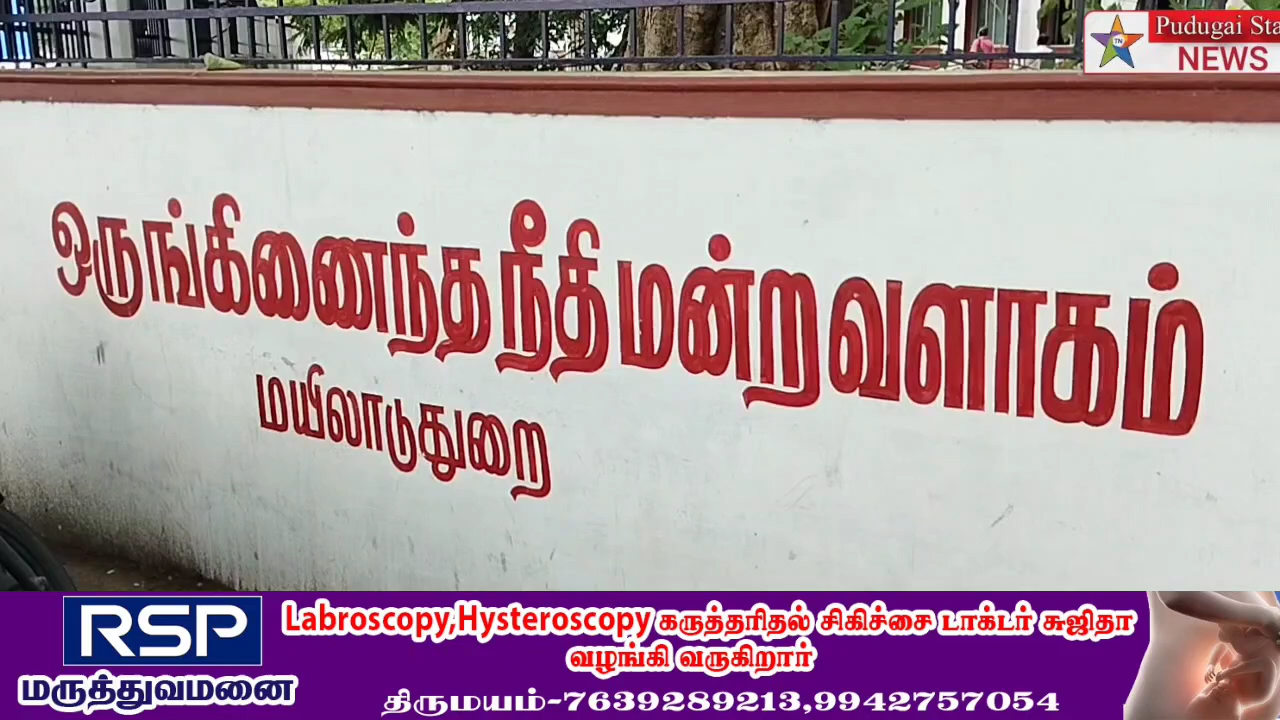 Pudugai Sta
NEWS
TN
ஒருங்கிணைந்த நீதி மன்ற வளாகம்
மயிலாடுதுறை
RSP
மருத்துவமனை
Labroscopy,Hysteroscopy கருத்தரிதல் சிகிச்சை டாக்டர் சுஜிதா
வழங்கி வருகிறார்
திருமயம்-7639289213,9942757054